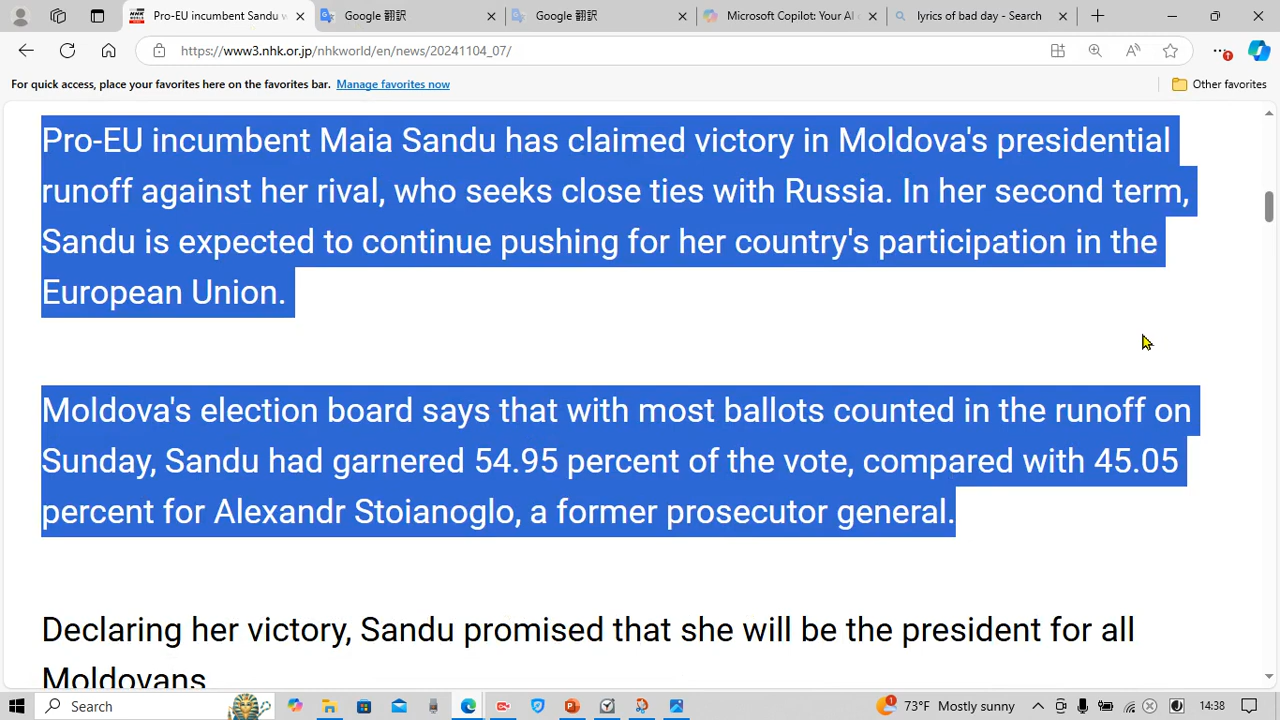 Pro-EU incumbent Sandu w
Google 翻訳
Google 翻訳
Microsoft Copilot: Your AI
lyrics of bad day - Search
https://www3.nhk.or.jp/nhkworld/en/news/20241104_07/
For quick access, place your favorites here on the favorites bar. Manage favorites now
Other favorites
Pro-EU incumbent Maia Sandu has claimed victory in Moldova's presidential
runoff against her rival, who seeks close ties with Russia. In her second term,
Sandu is expected to continue pushing for her country's participation in the
European Union.
Moldova's election board says that with most ballots counted in the runoff on
Sunday, Sandu had garnered 54.95 percent of the vote, compared with 45.05
percent for Alexandr Stoianoglo, a former prosecutor general.
Declaring her victory, Sandu promised that she will be the president for all
Moldovans
Search
1
73°F Mostly sunny
14:38